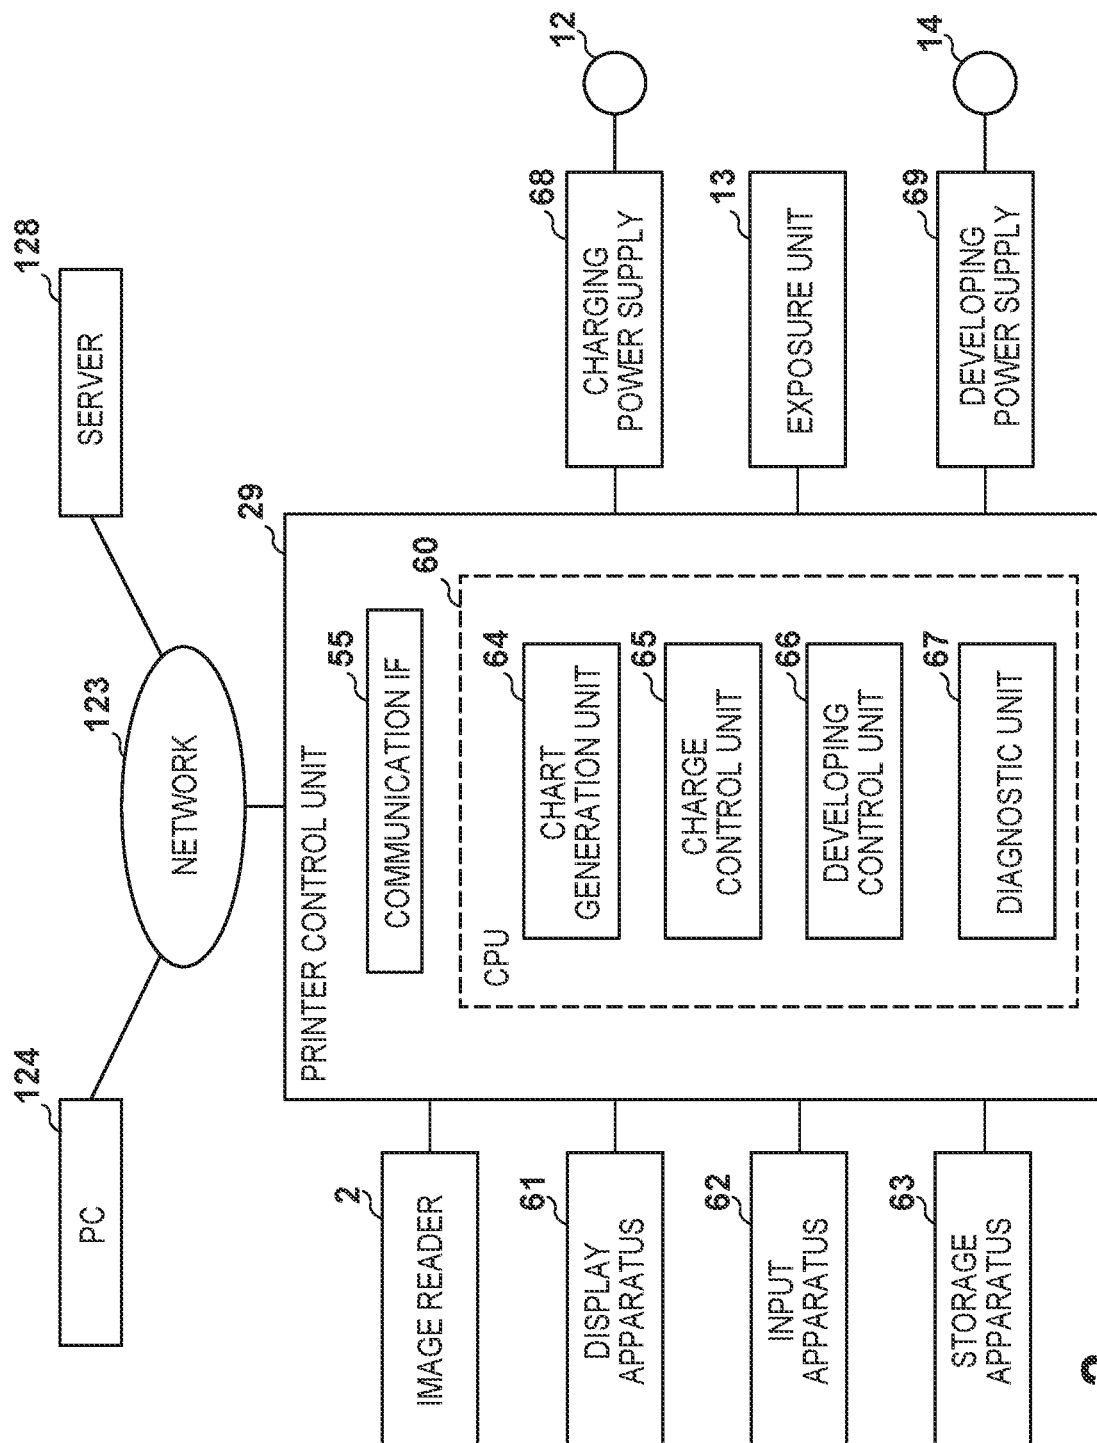 124
PC
123
NETWORK
128
SERVER
29
PRINTER CONTROL UNIT
55
COMMUNICATION IF
60
CPU
64
CHART
GENERATION UNIT
65
CHARGE
CONTROL UNIT
66
DEVELOPING
CONTROL UNIT
67
DIAGNOSTIC UNIT
2
IMAGE READER
61
DISPLAY
APPARATUS
62
INPUT
APPARATUS
63
STORAGE
APPARATUS
68
CHARGING
POWER SUPPLY
12
13
EXPOSURE UNIT
69
DEVELOPING
POWER SUPPLY
14